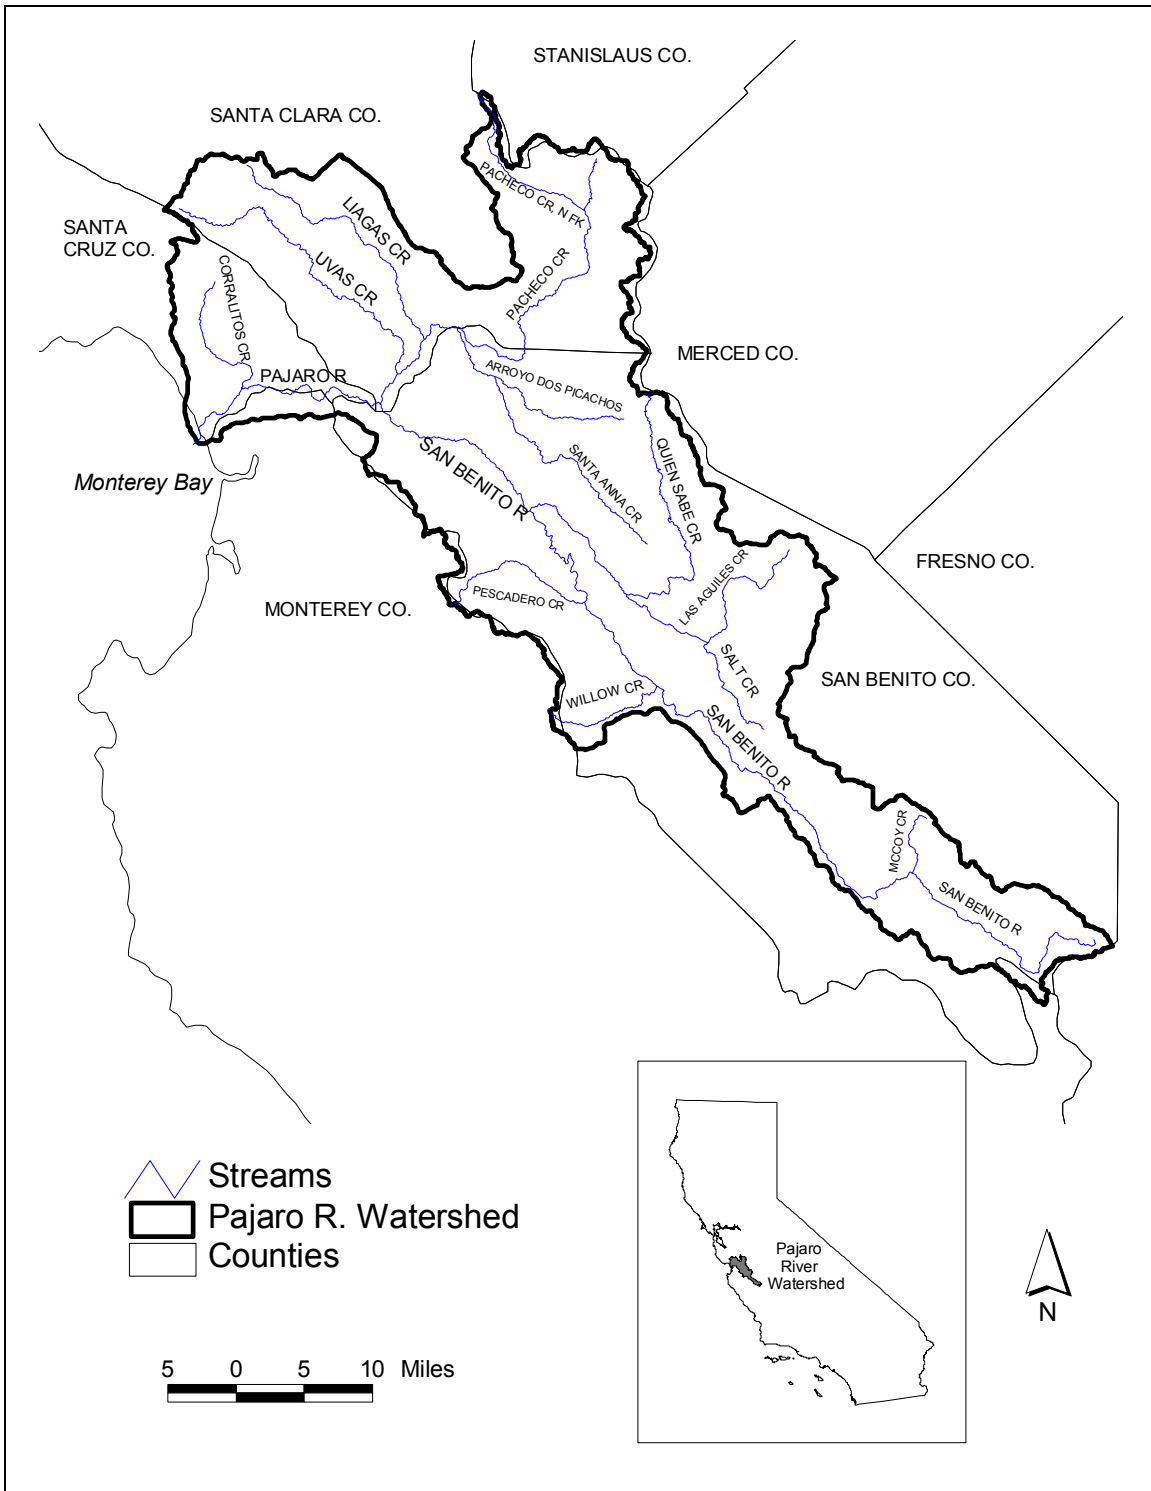 STANISLAUS CO.
SANTA CLARA CO.
PACHECO CR, N FK
LIAGAS CR
SANTA
CRUZ CO.
UVAS CR
CORRALITOS CR
PACHECO CR
MERCED CO.
PAJARO R
ARROYO DOS PICACHOS
SAN BENITO R
SANTA ANNA CR
QUIEN SABE CR
Monterey Bay
FRESNO CO.
LAS AGUILES CR
PESCADERO CR
MONTEREY CO.
SALT CR
SAN BENITO CO.
WILLOW CR
SAN BENITO R
MCCOY CR
SAN BENITO R
Streams
Pajaro R. Watershed
Counties
Pajaro
River
Watershed
N
5 0 5 10 Miles